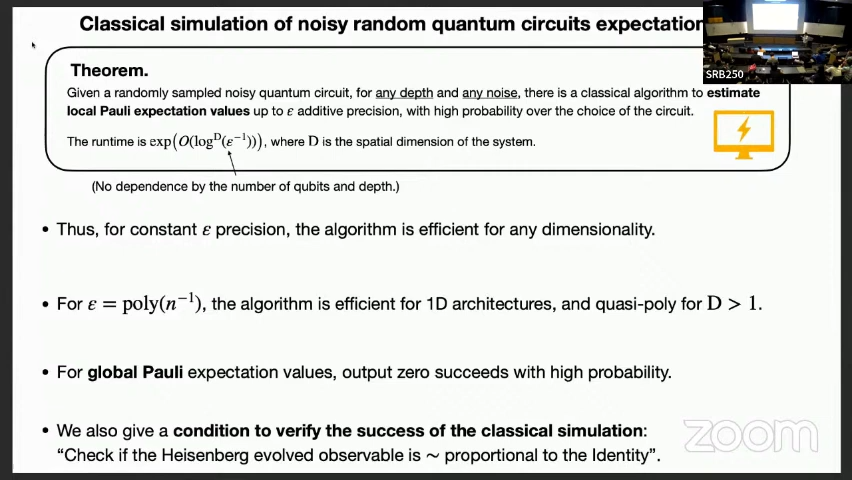 Classical simulation of noisy random quantum circuits expectation
SRB250
Theorem.
Given a randomly sampled noisy quantum circuit, for any depth and any noise, there is a classical algorithm to estimate
local Pauli expectation values up to ε additive precision, with high probability over the choice of the circuit.
The runtime is exp(O(log^D(ε⁻¹))), where D is the spatial dimension of the system.
(No dependence by the number of qubits and depth.)
• Thus, for constant ε precision, the algorithm is efficient for any dimensionality.
• For ε = poly(n⁻¹), the algorithm is efficient for 1D architectures, and quasi-poly for D > 1.
• For global Pauli expectation values, output zero succeeds with high probability.
• We also give a condition to verify the success of the classical simulation:
“Check if the Heisenberg evolved observable is ~ proportional to the Identity”.
zoom